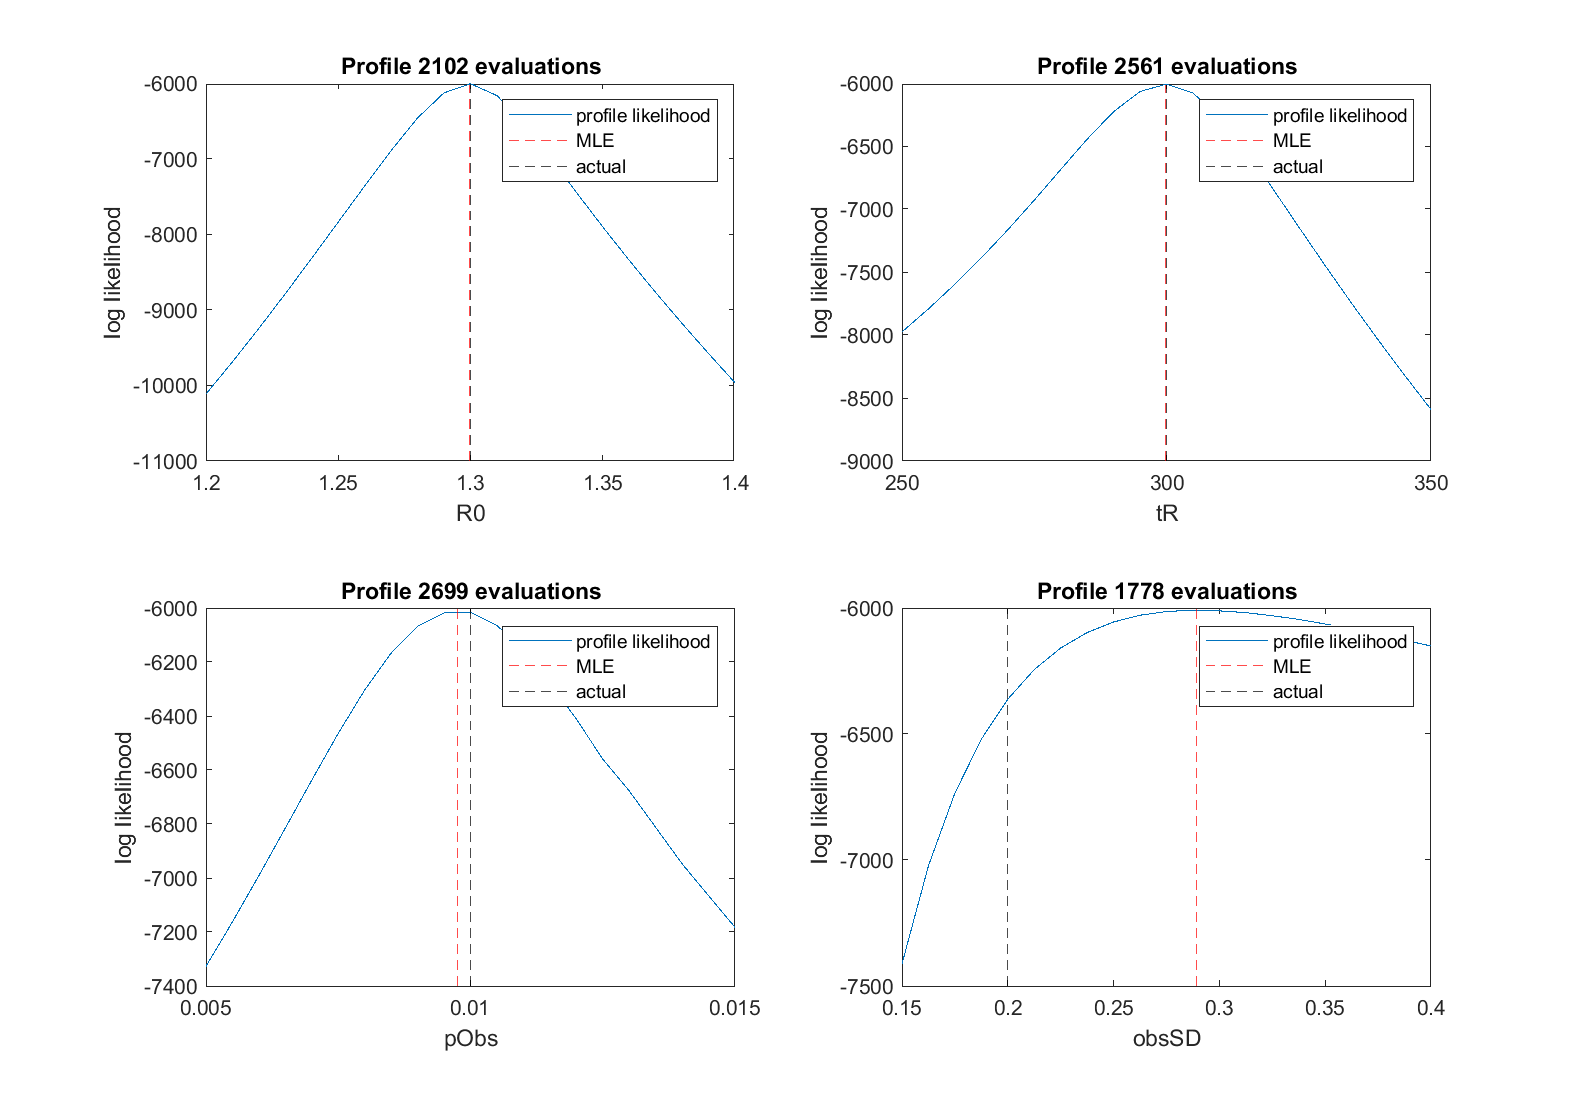 Profile 2102 evaluations
-6000
-7000
-8000
-9000
-10000
-11000
log likelihood
1.2
1.25
1.3
1.35
1.4
R0
profile likelihood
MLE
actual
Profile 2561 evaluations
-6000
-6500
-7000
-7500
-8000
-8500
-9000
log likelihood
250
300
350
tR
profile likelihood
MLE
actual
Profile 2699 evaluations
-6000
-6200
-6400
-6600
-6800
-7000
-7200
-7400
log likelihood
0.005
0.01
0.015
pObs
profile likelihood
MLE
actual
Profile 1778 evaluations
-6000
-6500
-7000
-7500
log likelihood
0.15
0.2
0.25
0.3
0.35
0.4
obsSD
profile likelihood
MLE
actual